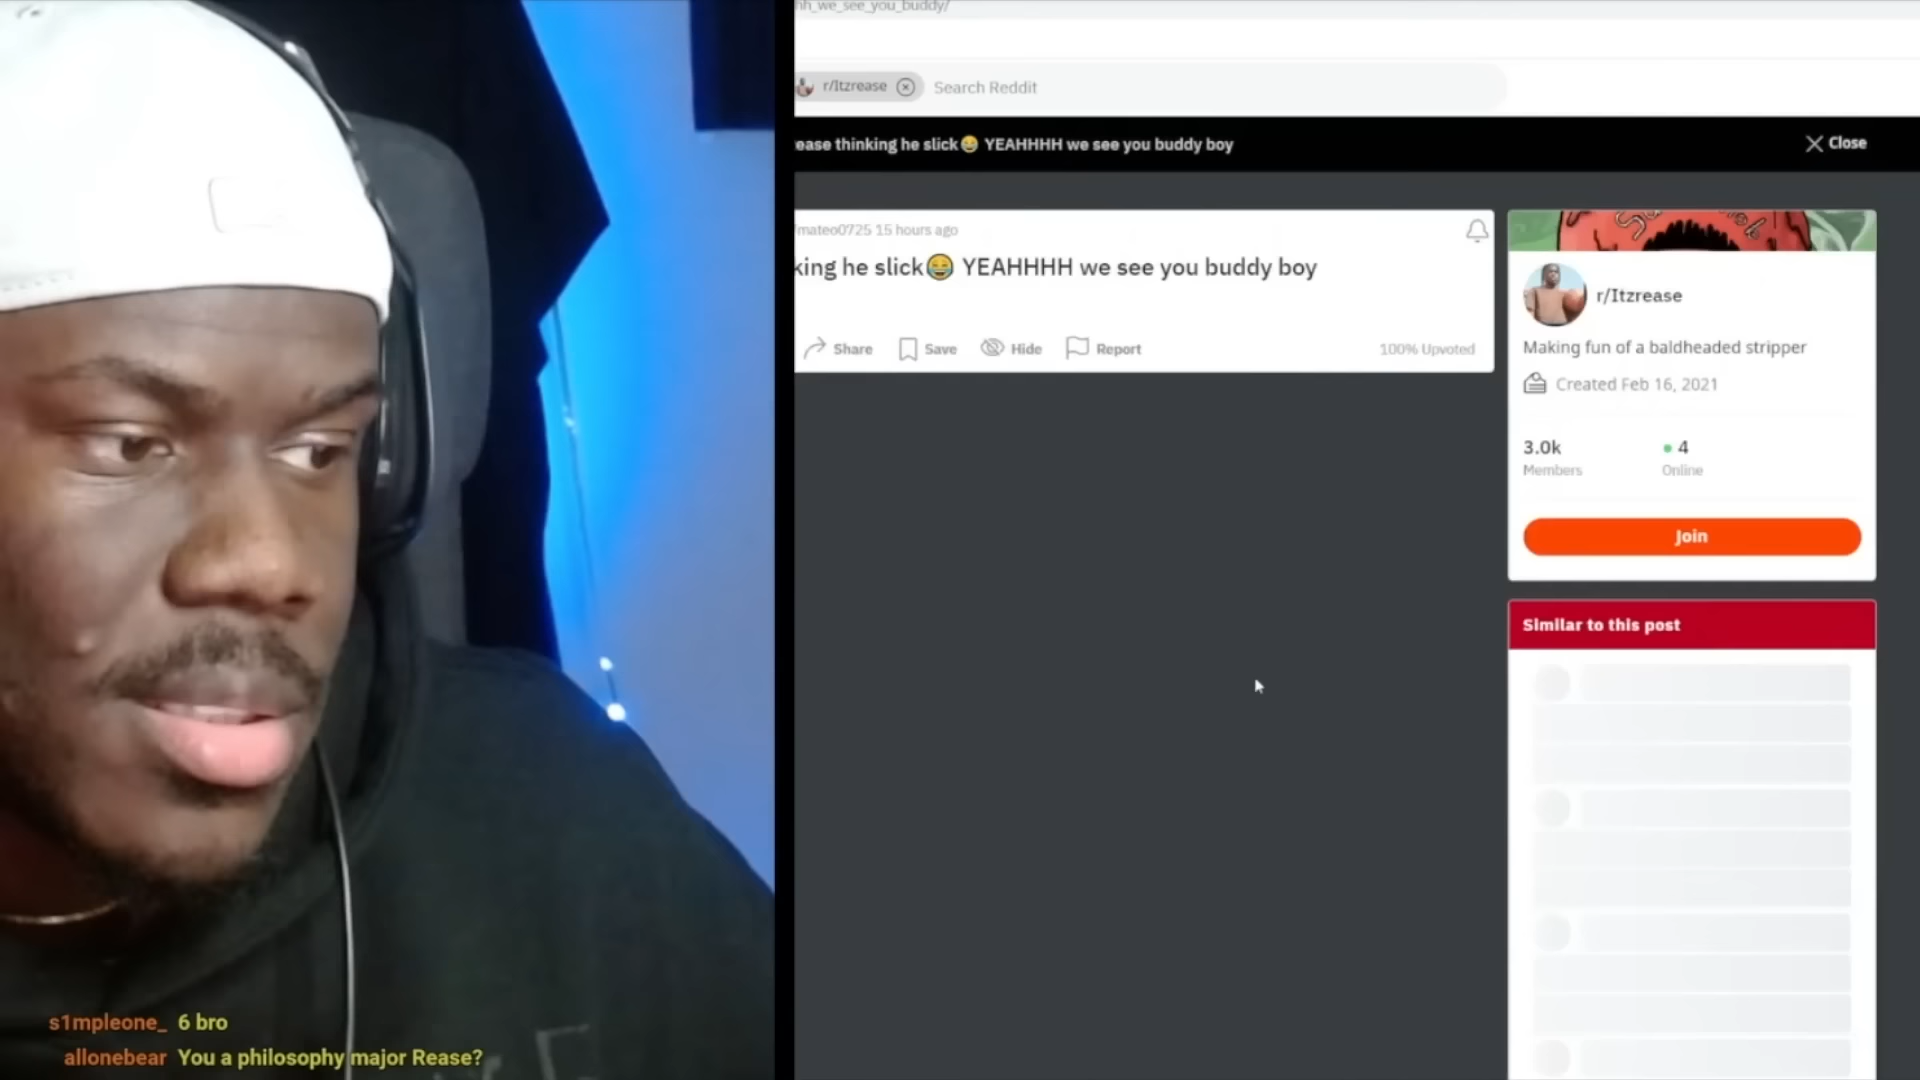 hh_we_see_you_buddy/
r/Itzrease
Search Reddit
ease thinking he slick😂 YEAHHHH we see you buddy boy
Close
mateo0725 15 hours ago
king he slick😂 YEAHHHH we see you buddy boy
Share
Save
Hide
Report
100% Upvoted
r/Itzrease
Making fun of a baldheaded stripper
Created Feb 16, 2021
3.0k
4
Members
Online
Join
Similar to this post
s1mpleone_ 6 bro
allonebear You a philosophy major Rease?